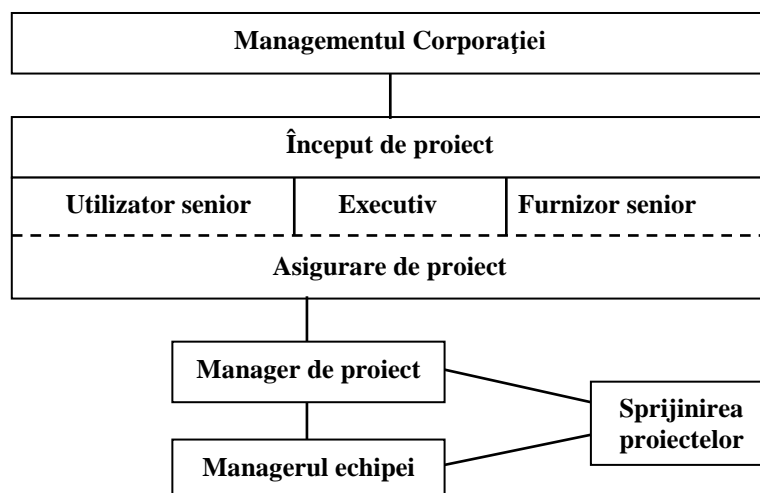 Managementul Corporaţiei
Început de proiect
Utilizator senior Executiv Furnizor senior
Asigurare de proiect
Manager de proiect
Sprijinirea
proiectelor
Managerul echipei